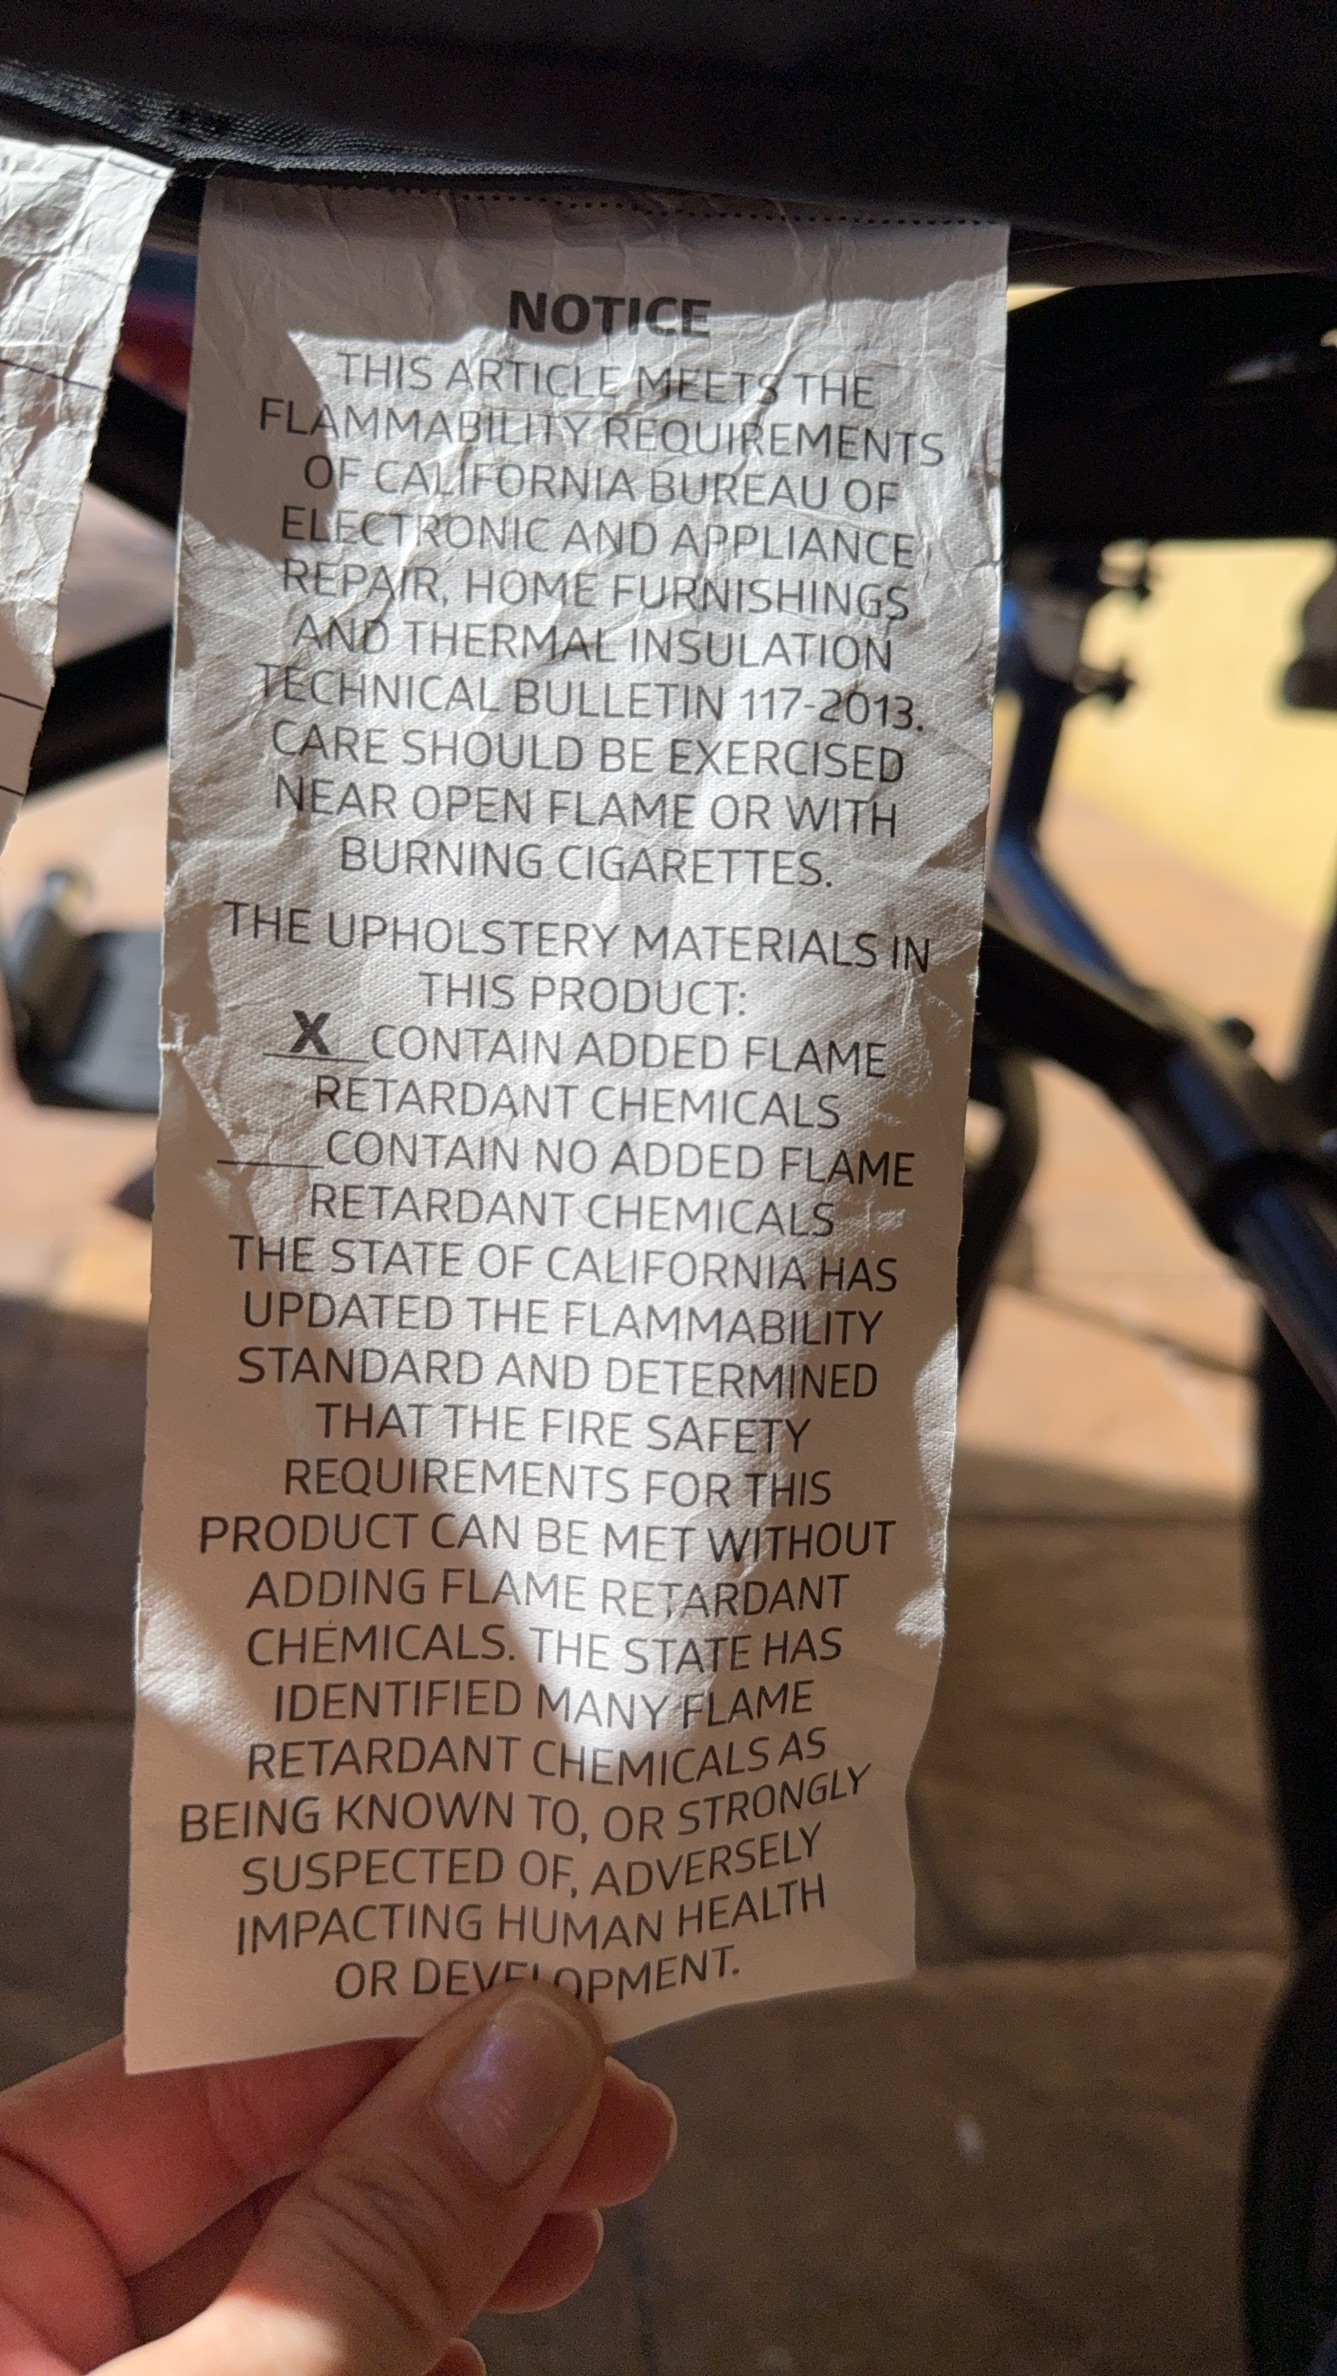 NOTICE
THIS ARTICLE MEETS THE
FLAMMABILITY REQUIREMENTS
OF CALIFORNIA BUREAU OF
ELECTRONIC AND APPLIANCE
REPAIR, HOME FURNISHINGS
AND THERMAL INSULATION
TECHNICAL BULLETIN 117-2013.
CARE SHOULD BE EXERCISED
NEAR OPEN FLAME OR WITH
BURNING CIGARETTES.
THE UPHOLSTERY MATERIALS IN
THIS PRODUCT:
__X__CONTAIN ADDED FLAME
RETARDANT CHEMICALS
____CONTAIN NO ADDED FLAME
RETARDANT CHEMICALS
THE STATE OF CALIFORNIA HAS
UPDATED THE FLAMMABILITY
STANDARD AND DETERMINED
THAT THE FIRE SAFETY
REQUIREMENTS FOR THIS
PRODUCT CAN BE MET WITHOUT
ADDING FLAME RETARDANT
CHEMICALS. THE STATE HAS
IDENTIFIED MANY FLAME
RETARDANT CHEMICALS AS
BEING KNOWN TO, OR STRONGLY
SUSPECTED OF, ADVERSELY
IMPACTING HUMAN HEALTH
OR DEVELOPMENT.